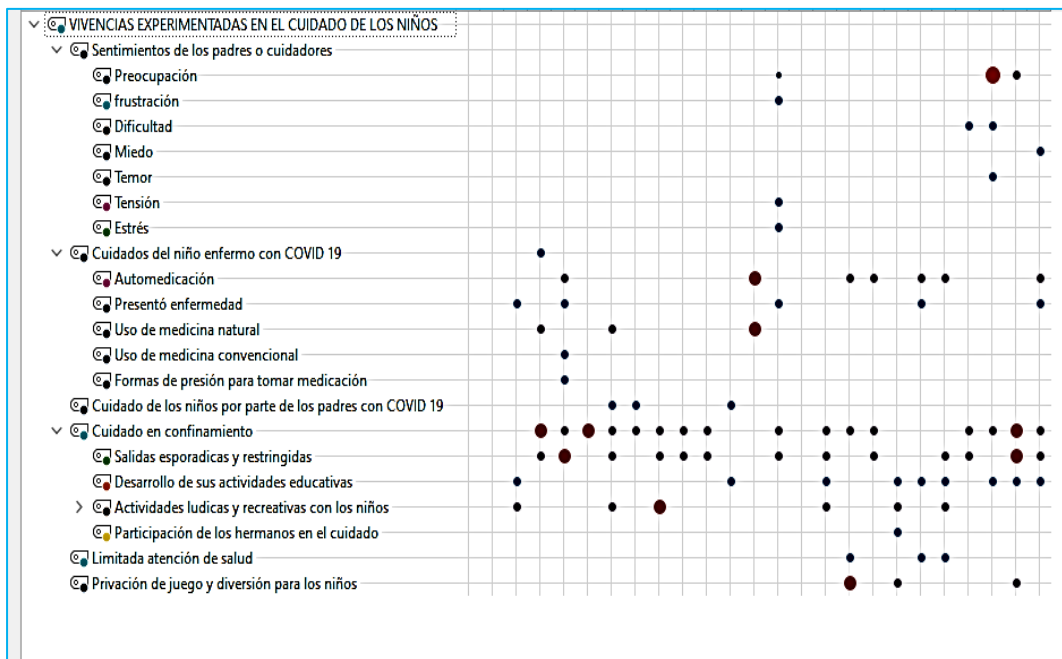 VIVENCIAS EXPERIMENTADAS EN EL CUIDADO DE LOS NIÑOS
Sentimientos de los padres o cuidadores
Preocupación
frustración
Dificultad
Miedo
Temor
Tensión
Estrés
Cuidados del niño enfermo con COVID 19
Automedicación
Presentó enfermedad
Uso de medicina natural
Uso de medicina convencional
Formas de presión para tomar medicación
Cuidado de los niños por parte de los padres con COVID 19
Cuidado en confinamiento
Salidas esporadicas y restringidas
Desarrollo de sus actividades educativas
Actividades ludicas y recreativas con los niños
Participación de los hermanos en el cuidado
Limitada atención de salud
Privación de juego y diversión para los niños